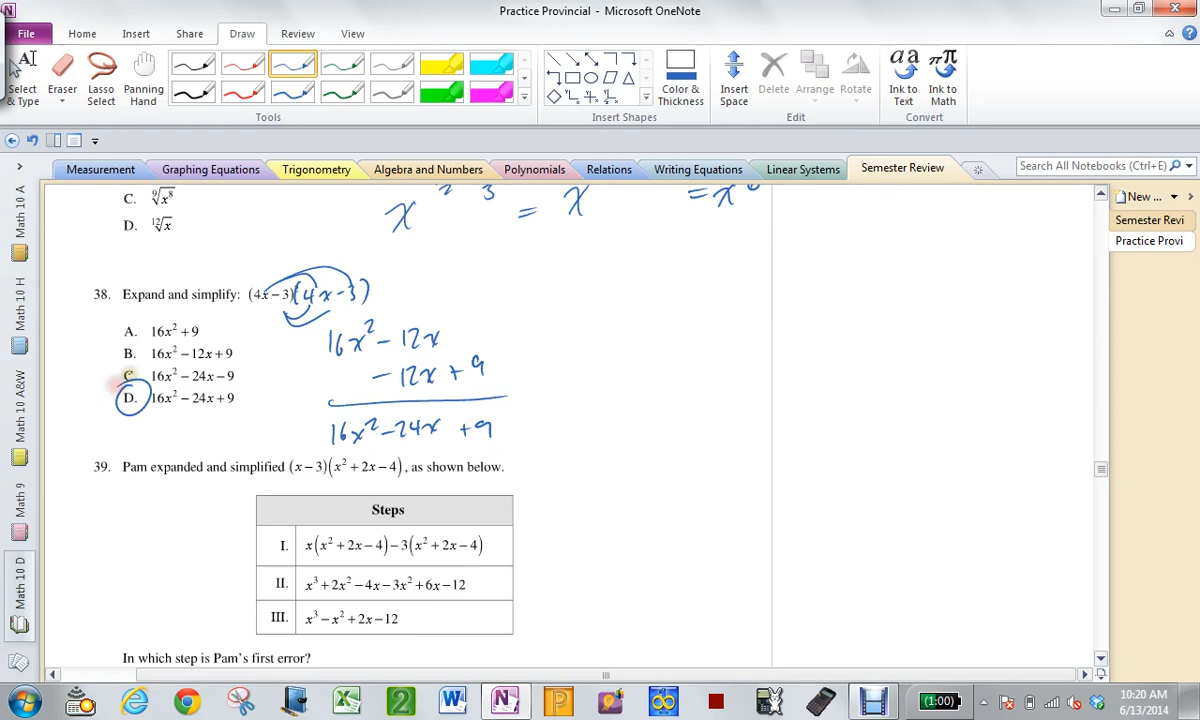 Practice Provincial - Microsoft OneNote
File Home Insert Share Draw Review View
Select & Type Eraser Lasso Select Panning Hand
Color & Thickness Insert Space Delete Arrange Rotate Ink to Text Ink to Math
Tools Insert Shapes Edit Convert
Measurement Graphing Equations Trigonometry Algebra and Numbers Polynomials Relations Writing Equations Linear Systems Semester Review Search All Notebooks (Ctrl+E)
New ...
Semester Revi
Practice Provi
Math 10 A
Math 10 H
Math 10 A&W
Math 9
Math 10 D
C. ⁹√x⁸
D. ¹²√x
38. Expand and simplify: (4x − 3)(4x − 3)
A. 16x² + 9
B. 16x² − 12x + 9
C. 16x² − 24x − 9
D. 16x² − 24x + 9
16x² − 12x
− 12x + 9
16x² − 24x + 9
39. Pam expanded and simplified (x − 3)(x² + 2x − 4), as shown below.
Steps
I. x(x² + 2x − 4) − 3(x² + 2x − 4)
II. x³ + 2x² − 4x − 3x² + 6x − 12
III. x³ − x² + 2x − 12
In which step is Pam's first error?
(1:00)
10:20 AM
6/13/2014